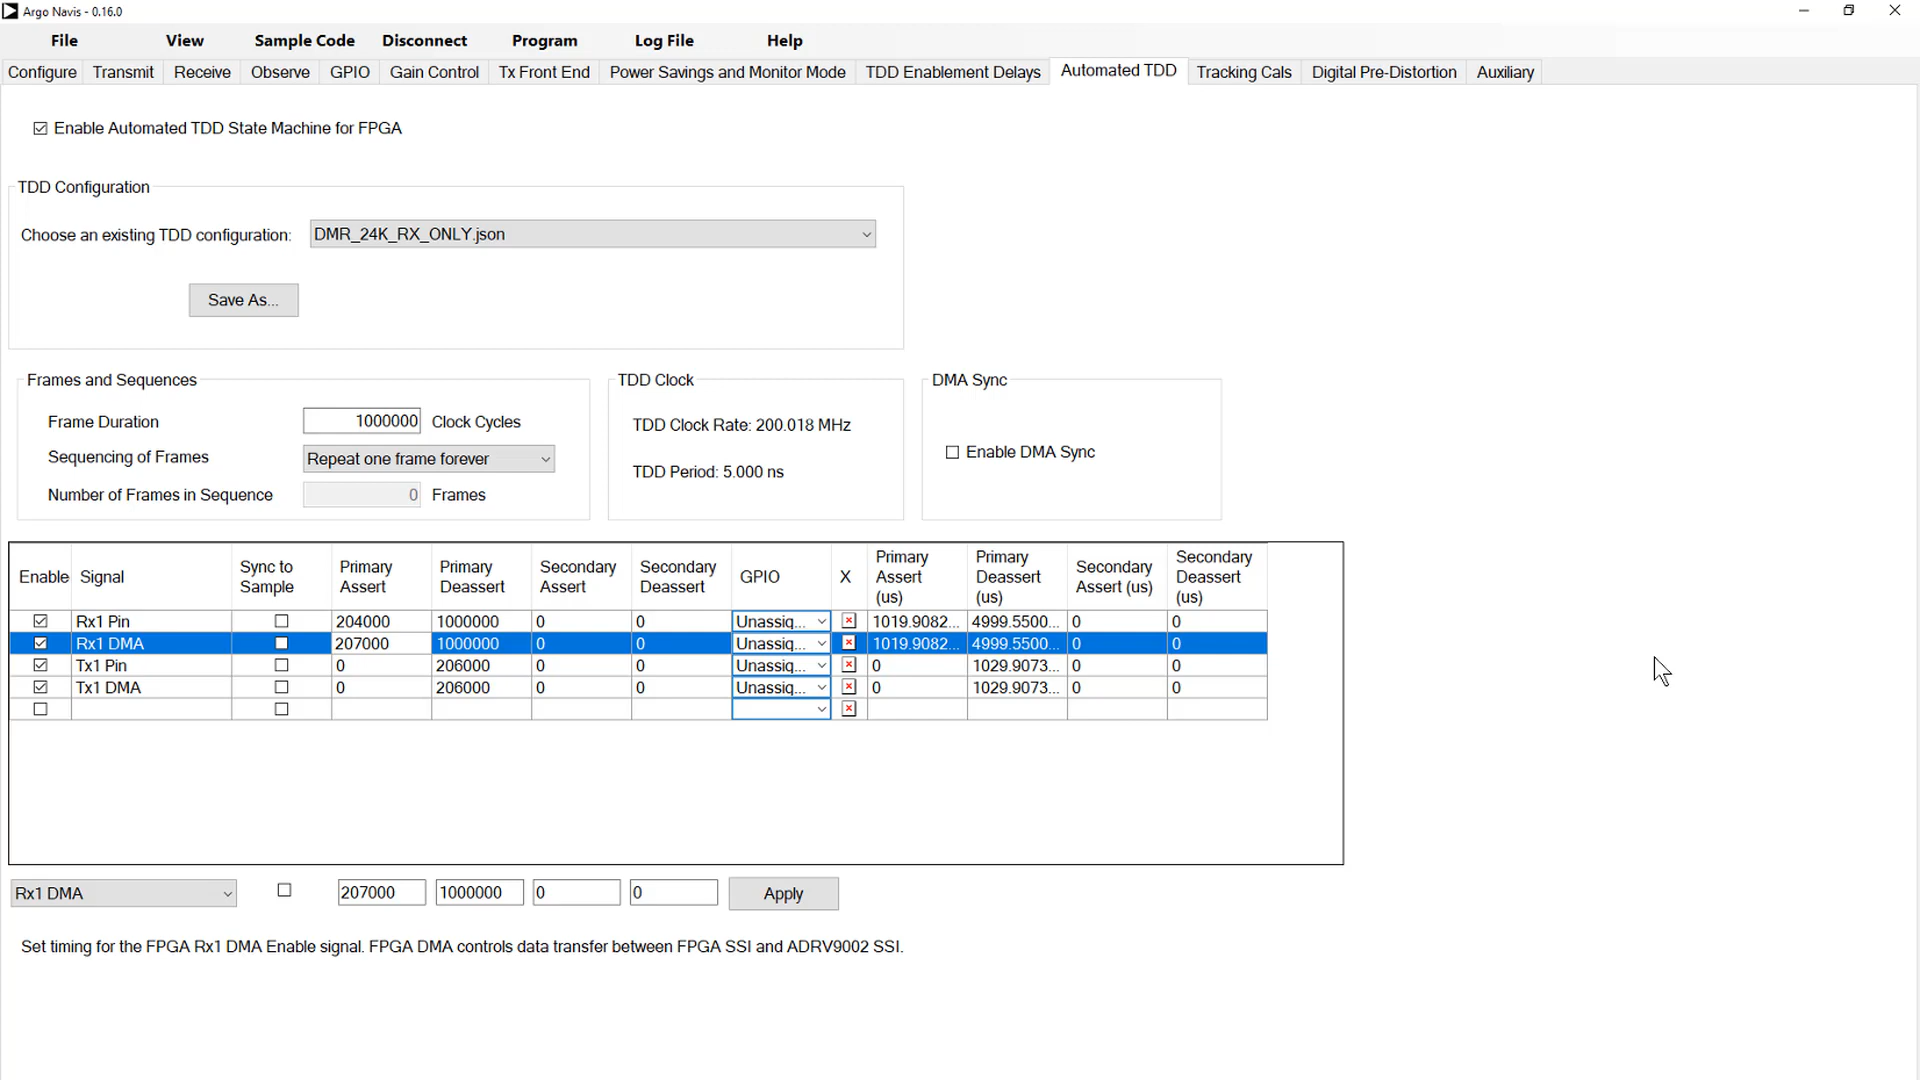 Argo Navis - 0.16.0
File View Sample Code Disconnect Program Log File Help
Configure Transmit Receive Observe GPIO Gain Control Tx Front End Power Savings and Monitor Mode TDD Enablement Delays Automated TDD Tracking Cals Digital Pre-Distortion Auxiliary
Enable Automated TDD State Machine for FPGA
TDD Configuration
Choose an existing TDD configuration: DMR_24K_RX_ONLY.json
Save As...
Frames and Sequences
Frame Duration 1000000 Clock Cycles
Sequencing of Frames Repeat one frame forever
Number of Frames in Sequence 0 Frames
TDD Clock
TDD Clock Rate: 200.018 MHz
TDD Period: 5.000 ns
DMA Sync
Enable DMA Sync
Enable Signal Sync to Sample Primary Assert Primary Deassert Secondary Assert Secondary Deassert GPIO X Primary Assert (us) Primary Deassert (us) Secondary Assert (us) Secondary Deassert (us)
Rx1 Pin 204000 1000000 0 0 Unassig... 1019.9082... 4999.5500... 0 0
Rx1 DMA 207000 1000000 0 0 Unassig... 1019.9082... 4999.5500... 0 0
Tx1 Pin 0 206000 0 0 Unassig... 0 1029.9073... 0 0
Tx1 DMA 0 206000 0 0 Unassig... 0 1029.9073... 0 0
Rx1 DMA 207000 1000000 0 0 Apply
Set timing for the FPGA Rx1 DMA Enable signal. FPGA DMA controls data transfer between FPGA SSI and ADRV9002 SSI.